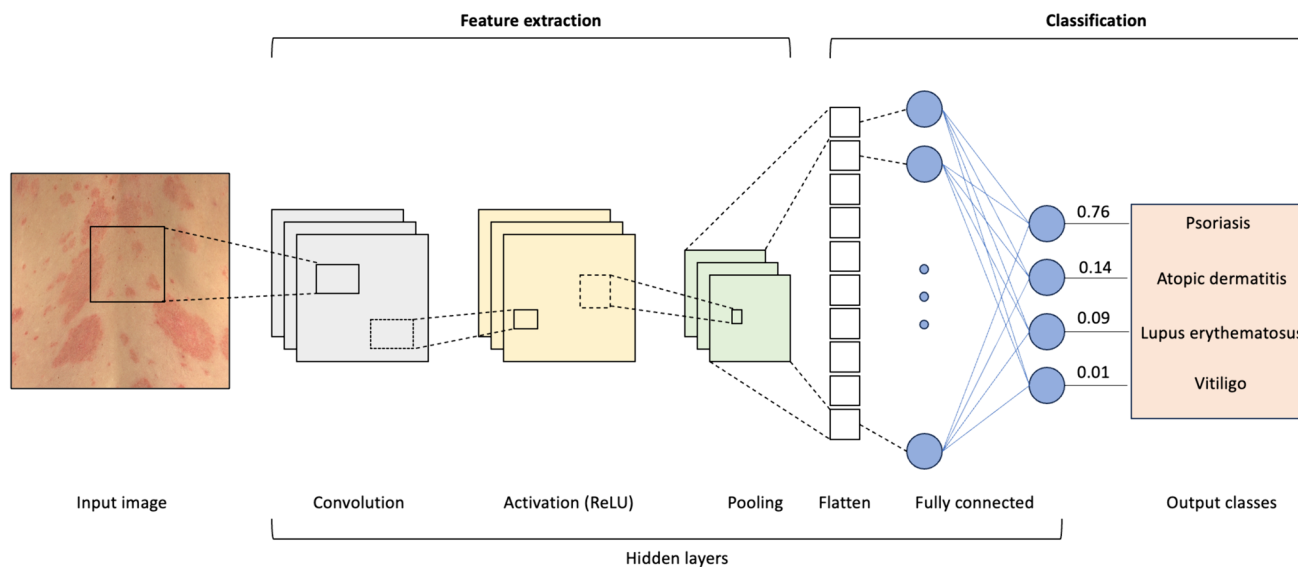 Feature extraction
Classification
0.76
Psoriasis
0.14
Atopic dermatitis
0.09
Lupus erythematosus
0.01
Vitiligo
Input image
Convolution
Activation (ReLU)
Pooling
Flatten
Fully connected
Output classes
Hidden layers